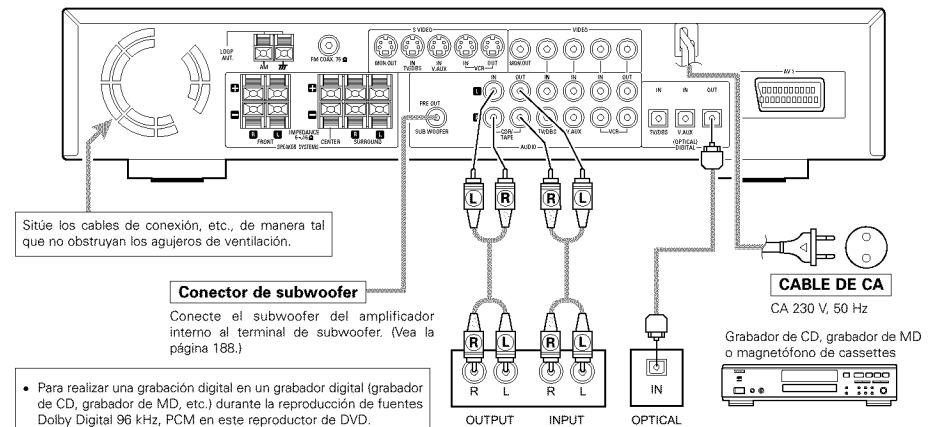 S VIDEO
VIDEO
LOOP
ANT.
AM
FM COAX. 75 Ω
MON.OUT
IN
TV/DBS
IN
V.AUX
IN
OUT
VCR
MON.OUT
IN
OUT
IN
IN
IN
OUT
AV 1
IN
IN
OUT
L
PRE OUT
SUB WOOFER
CDR/
TAPE
TV/DBS
V.AUX
VCR
AUDIO
TV/DBS
V.AUX
(OPTICAL)
DIGITAL
R
L
IMPEDANCE
6~16Ω
CENTER
R
L
FRONT
SURROUND
SPEAKER SYSTEMS
L
R
R
L
Sitúe los cables de conexión, etc., de manera tal
que no obstruyan los agujeros de ventilación.
Conector de subwoofer
Conecte el subwoofer del amplificador
interno al terminal de subwoofer. (Vea la
página 188.)
CABLE DE CA
CA 230 V, 50 Hz
Grabador de CD, grabador de MD
o magnetófono de cassettes
• Para realizar una grabación digital en un grabador digital (grabador
de CD, grabador de MD, etc.) durante la reproducción de fuentes
Dolby Digital 96 kHz, PCM en este reproductor de DVD.
R
L
R
L
R
L
R
L
IN
OUTPUT
INPUT
OPTICAL